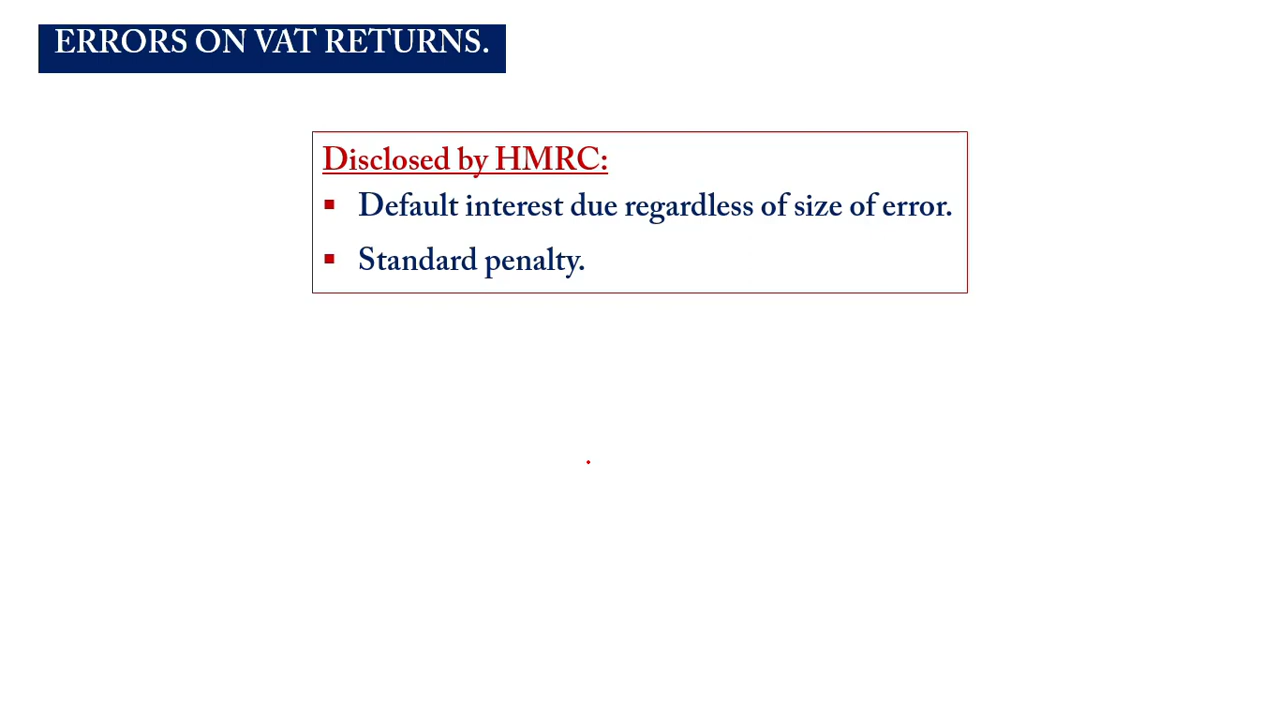 ERRORS ON VAT RETURNS.
Disclosed by HMRC:
▪ Default interest due regardless of size of error.
▪ Standard penalty.